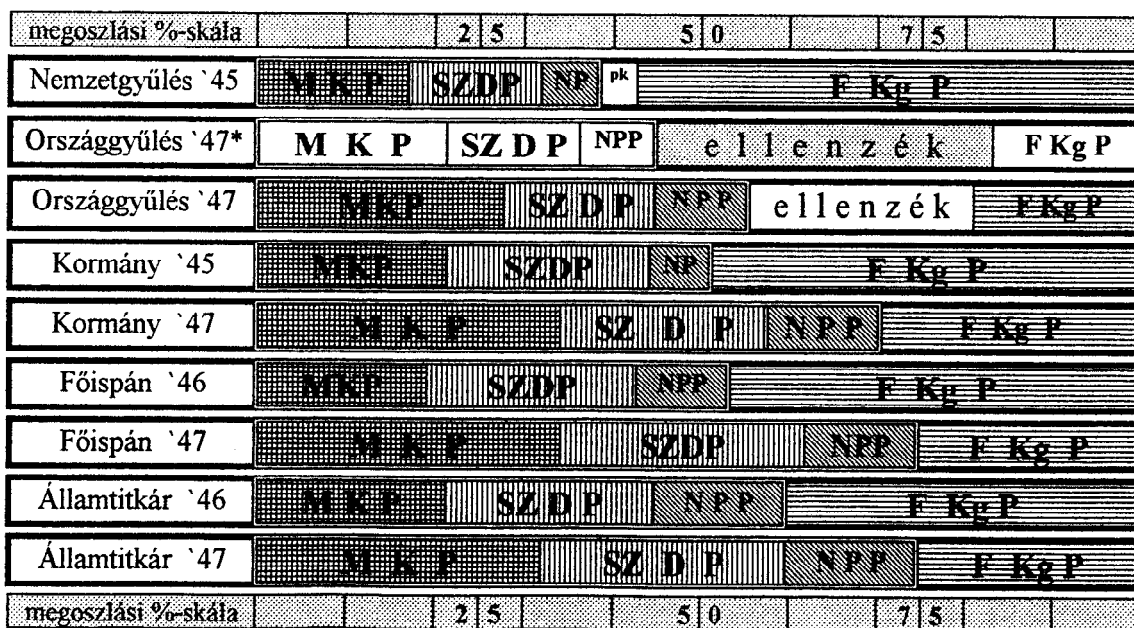 megoszlási %-skála 2 5 5 0 7 5
Nemzetgyűlés `45 M K P SZDP NP pk F Kg P
Országgyűlés `47* M K P SZ D P NPP e l l e n z é k F Kg P
Országgyűlés `47 MKP SZ D P N P P e l l e n z é k F Kg P
Kormány `45 MKP SZDP NP F Kg P
Kormány `47 M K P SZ D P N P P F Kg P
Főispán `46 MKP SZDP NPP F Kg P
Főispán `47 M K P SZDP NPP F Kg P
Államtitkár `46 M K P SZ D P N P P F Kg P
Államtitkár `47 M K P SZ D P N P P F Kg P
megoszlási %-skála 2 5 5 0 7 5